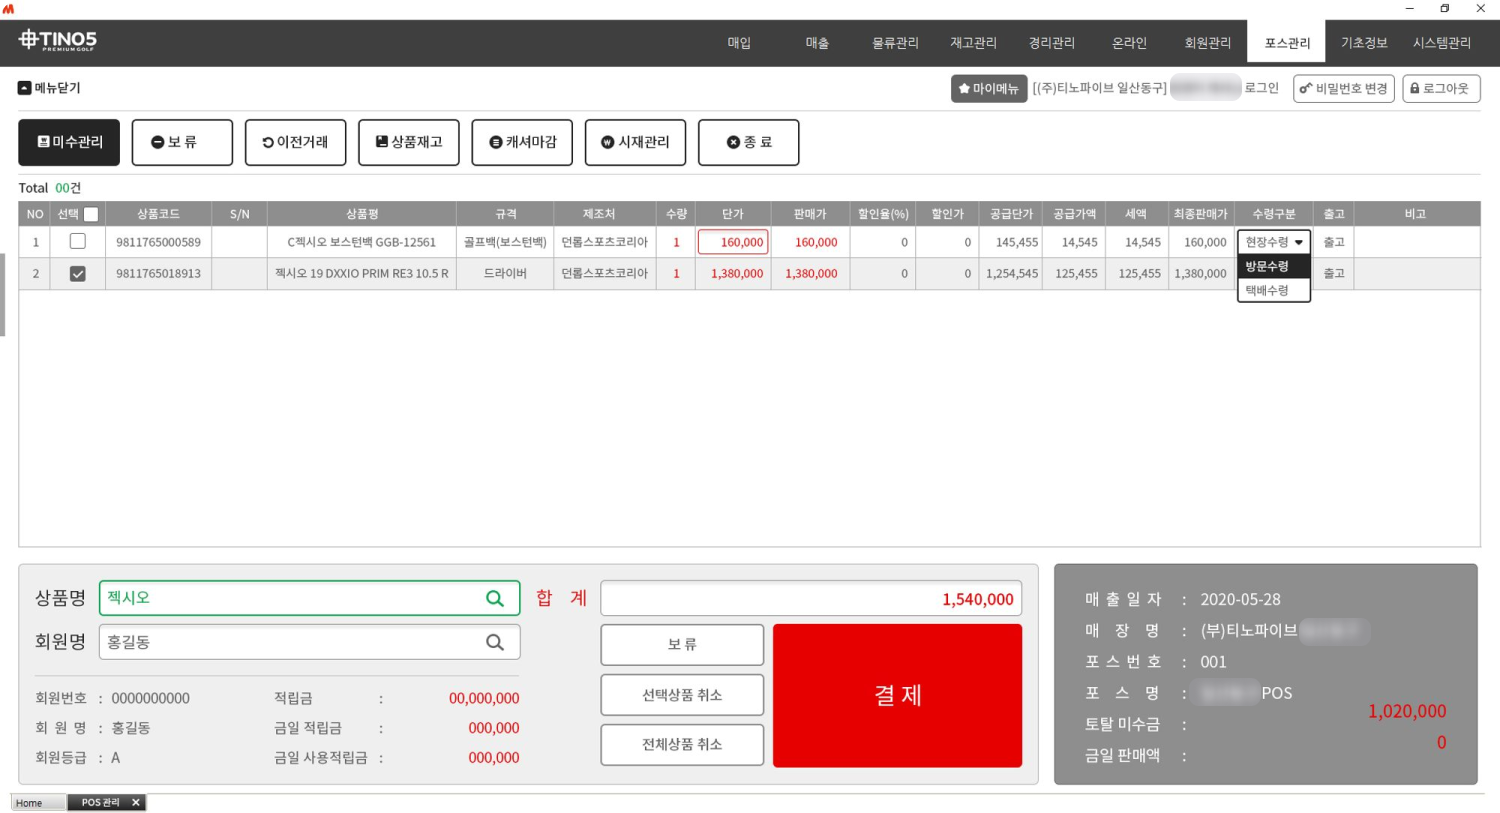 TINO5
PREMIUM GOLF
매입 매출 물류관리 재고관리 경리관리 온라인 회원관리 포스관리 기초정보 시스템관리
메뉴닫기 마이메뉴 [(주)티노파이브 일산동구] 로그인 비밀번호 변경 로그아웃
미수관리 보 류 이전거래 상품재고 캐셔마감 시재관리 종 료
Total 00건
NO 선택 상품코드 S/N 상품평 규격 제조처 수량 단가 판매가 할인율(%) 할인가 공급단가 공급가액 세액 최종판매가 수령구분 출고 비고
1 9811765000589 C젝시오 보스턴백 GGB-12561 골프백(보스턴백) 던롭스포츠코리아 1 160,000 160,000 0 0 145,455 14,545 14,545 160,000 현장수령 출고
2 9811765018913 젝시오 19 DXXIO PRIM RE3 10.5 R 드라이버 던롭스포츠코리아 1 1,380,000 1,380,000 0 0 1,254,545 125,455 125,455 1,380,000 방문수령 출고
택배수령
상품명 젝시오 합 계 1,540,000
회원명 홍길동
회원번호 : 0000000000 적립금 : 00,000,000
회 원 명 : 홍길동 금일 적립금 : 000,000
회원등급 : A 금일 사용적립금 : 000,000
보 류
선택상품 취소
전체상품 취소
결 제
매 출 일 자 : 2020-05-28
매 장 명 : (부)티노파이브
포 스 번 호 : 001
포 스 명 : POS
토탈 미수금 : 1,020,000
금일 판매액 : 0
Home POS 관리